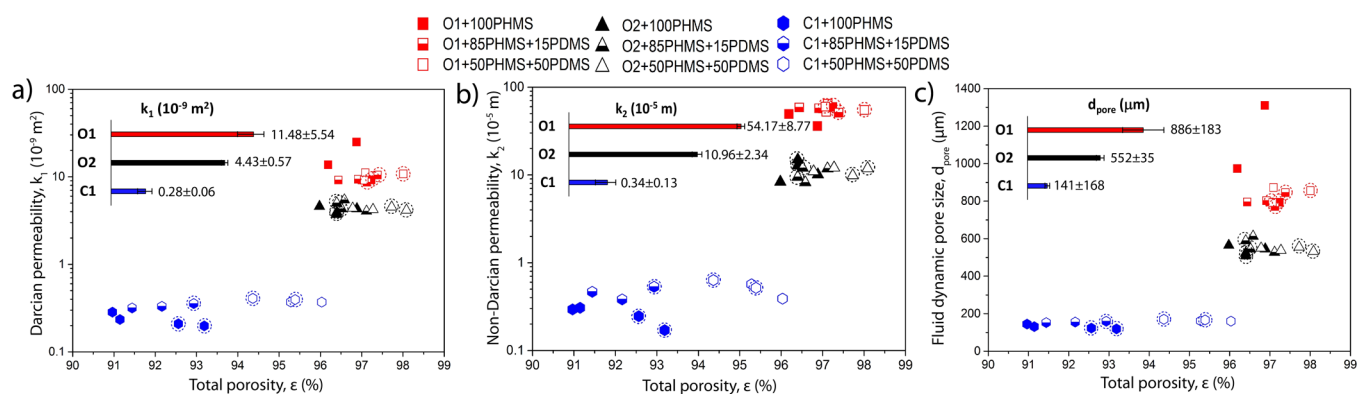 O1+100PHMS
O2+100PHMS
C1+100PHMS
O1+85PHMS+15PDMS
O2+85PHMS+15PDMS
C1+85PHMS+15PDMS
O1+50PHMS+50PDMS
O2+50PHMS+50PDMS
C1+50PHMS+50PDMS
a)
100
10
1
0.1
Darcian permeability, k₁ (10⁻⁹ m²)
k₁ (10⁻⁹ m²)
O1
11.48±5.54
O2
4.43±0.57
C1
0.28±0.06
90 91 92 93 94 95 96 97 98 99
Total porosity, ε (%)
b)
100
10
1
0.1
Non-Darcian permeability, k₂ (10⁻⁵ m)
k₂ (10⁻⁵ m)
O1
54.17±8.77
O2
10.96±2.34
C1
0.34±0.13
90 91 92 93 94 95 96 97 98 99
Total porosity, ε (%)
c)
1400
1200
1000
800
600
400
200
0
Fluid dynamic pore size, dpore (μm)
dpore (μm)
O1
886±183
O2
552±35
C1
141±168
90 91 92 93 94 95 96 97 98 99
Total porosity, ε (%)